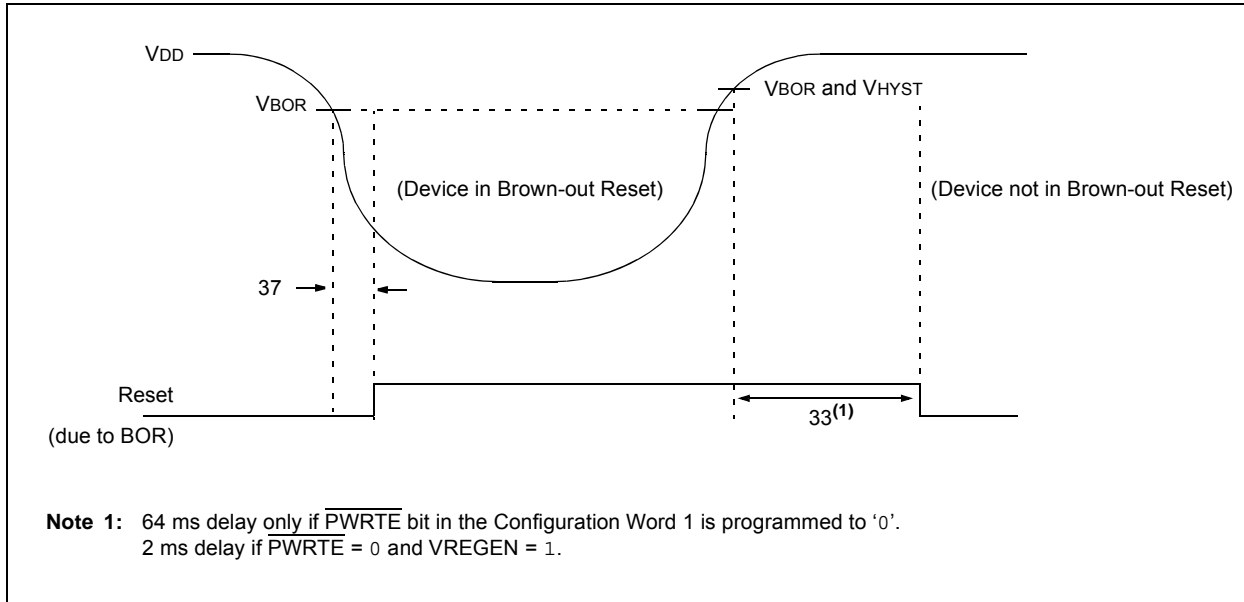 VDD
VBOR and VHYST
VBOR
(Device in Brown-out Reset)
(Device not in Brown-out Reset)
37
Reset
33(1)
(due to BOR)
Note 1: 64 ms delay only if PWRTE bit in the Configuration Word 1 is programmed to ‘0’.
2 ms delay if PWRTE = 0 and VREGEN = 1.